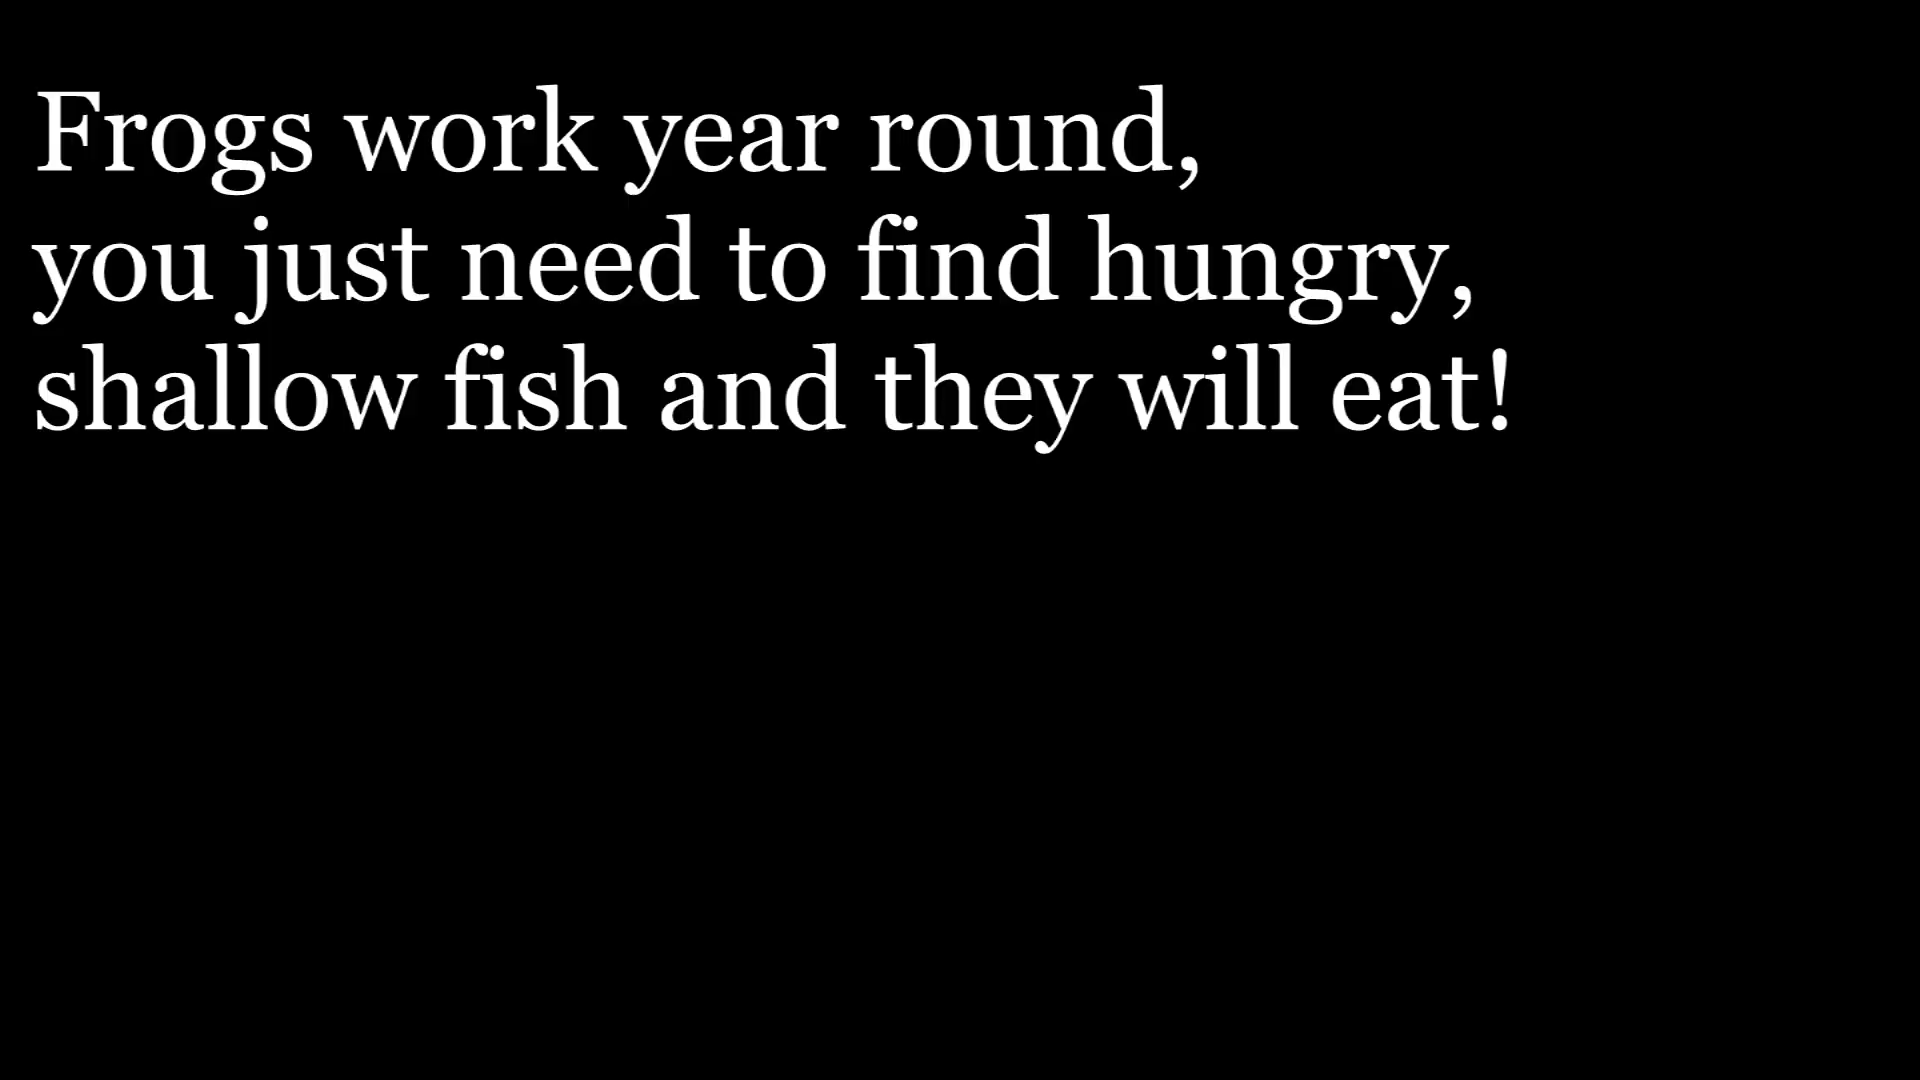 Frogs work year round,
you just need to find hungry,
shallow fish and they will eat!